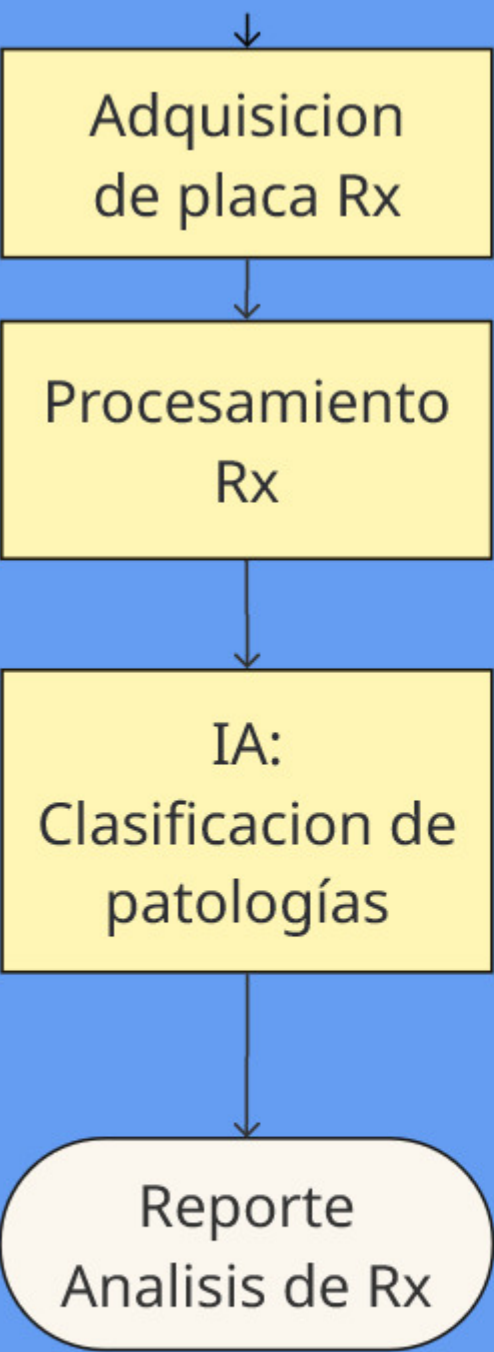 Adquisicion
de placa Rx
Procesamiento
Rx
IA:
Clasificacion de
patologías
Reporte
Analisis de Rx